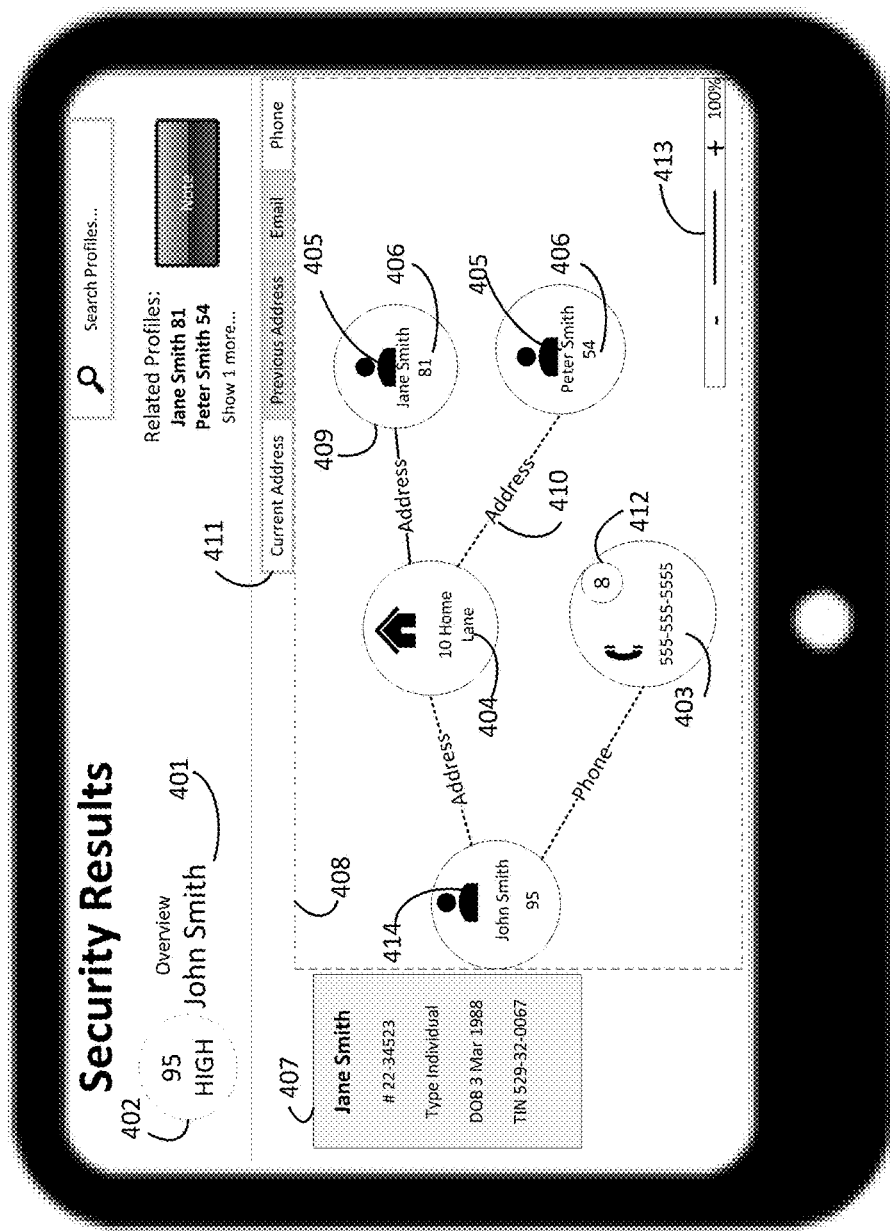 Security Results
Search Profiles...
402
95
HIGH
Overview
John Smith
401
Related Profiles:
Jane Smith 81
Peter Smith 54
Show 1 more...
411
Current Address
Previous Address
Email
Phone
407
Jane Smith
# 22-34523
Type Individual
DOB 3 Mar 1988
TIN 529-32-0067
408
414
John Smith
95
Address
Phone
10 Home
Lane
404
8
412
555-555-5555
403
Address
Address
410
409
405
Jane Smith
81
406
405
Peter Smith
54
406
413
-
+
100%